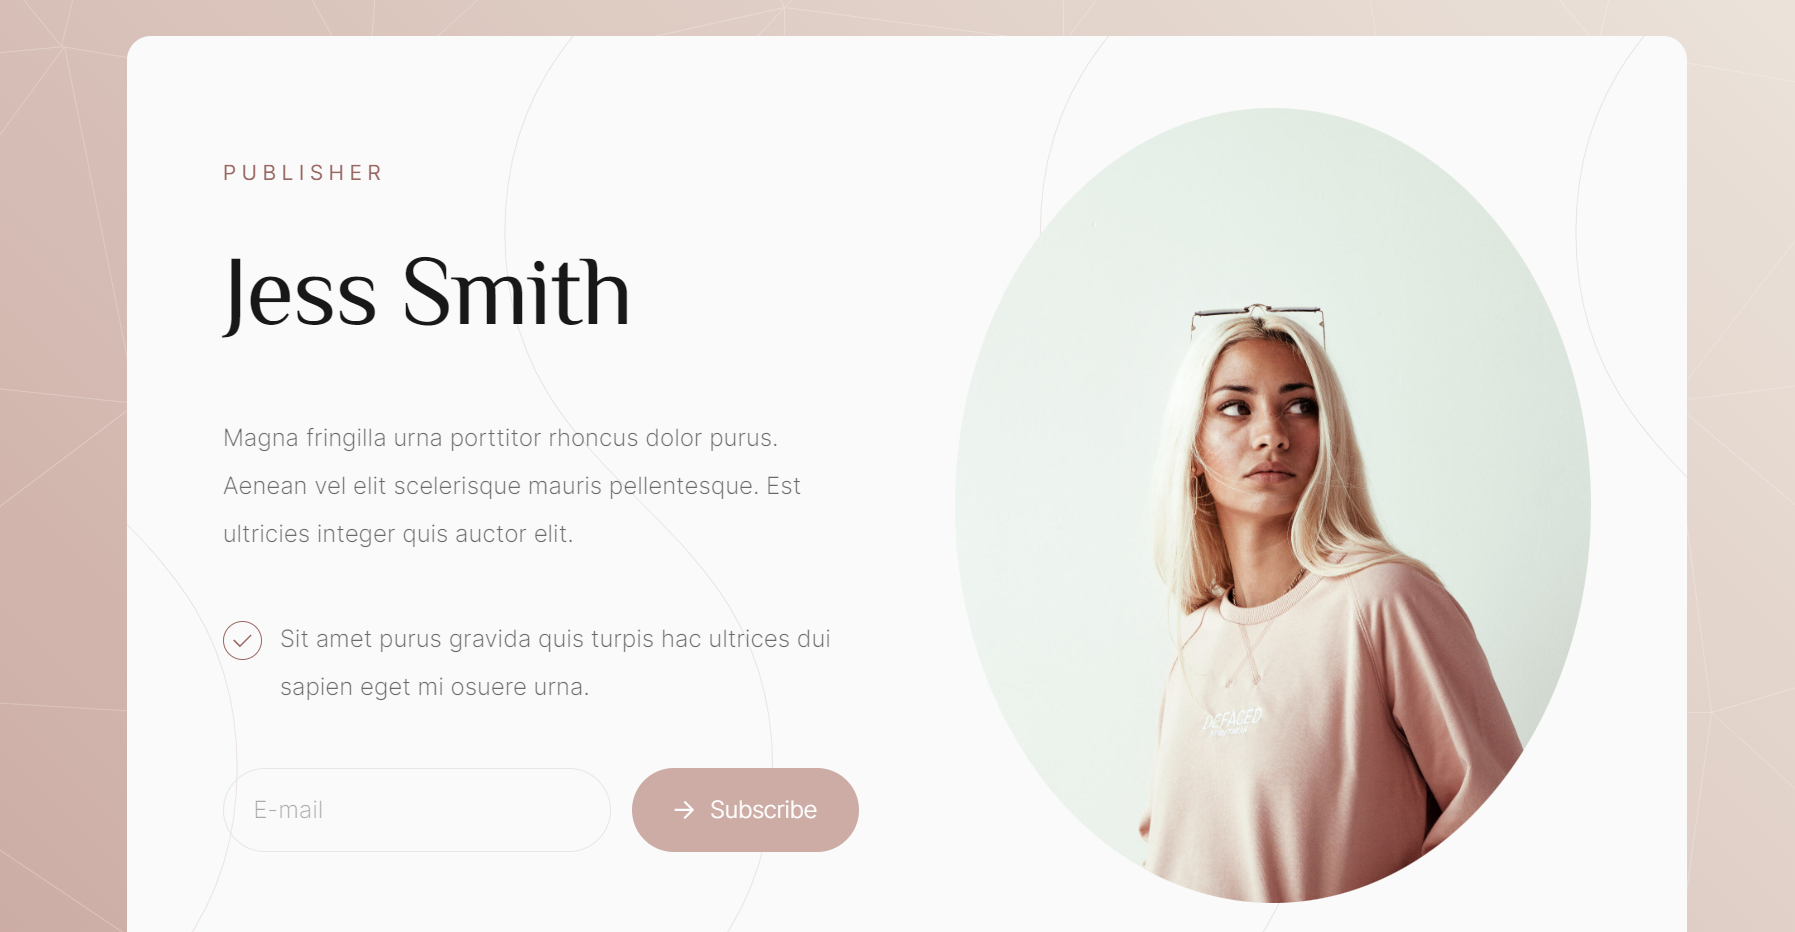 PUBLISHER
Jess Smith
Magna fringilla urna porttitor rhoncus dolor purus.
Aenean vel elit scelerisque mauris pellentesque. Est
ultricies integer quis auctor elit.
Sit amet purus gravida quis turpis hac ultrices dui
sapien eget mi osuere urna.
E-mail
→ Subscribe
DEFACED